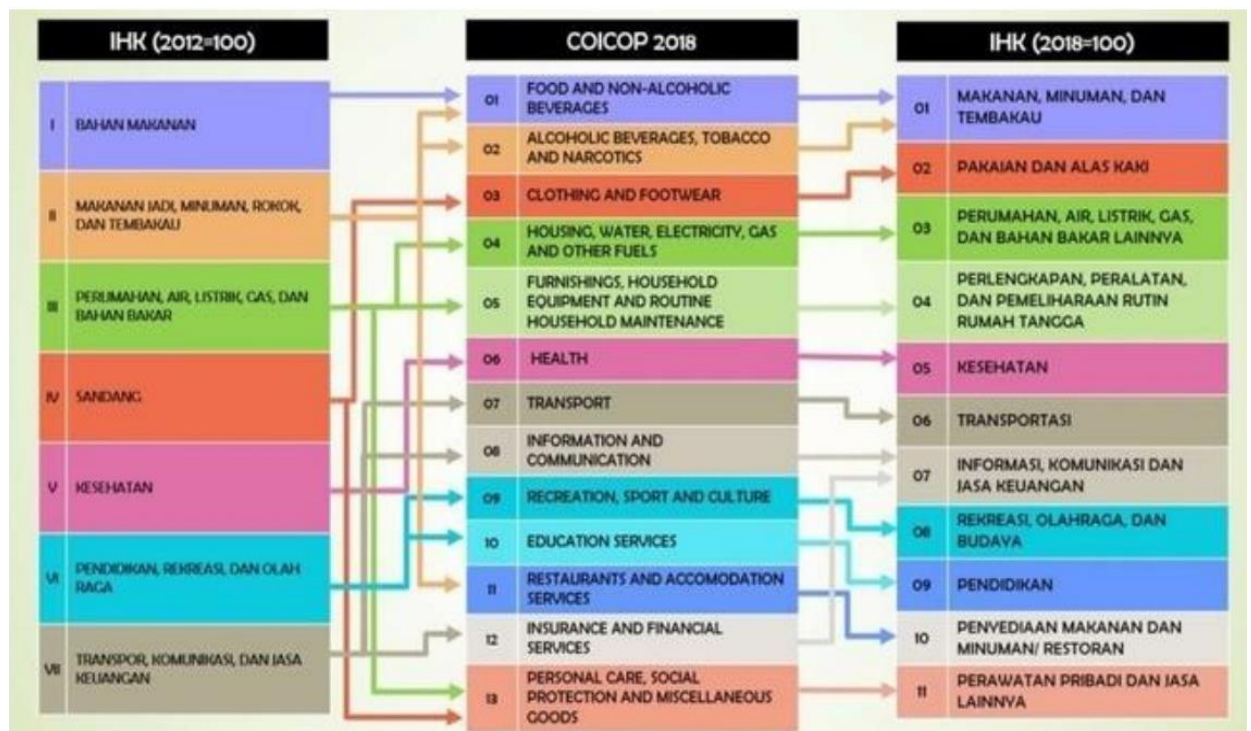 IHK (2012=100)
I BAHAN MAKANAN
II MAKANAN JADI, MINUMAN, ROKOK,
DAN TEMBAKAU
III PERUMAHAN, AIR, LISTRIK, GAS, DAN
BAHAN BAKAR
IV SANDANG
V KESEHATAN
VI PENDIDIKAN, REKREASI, DAN OLAH
RAGA
VII TRANSPOR, KOMUNIKASI, DAN JASA
KEUANGAN
COICOP 2018
01 FOOD AND NON-ALCOHOLIC
BEVERAGES
02 ALCOHOLIC BEVERAGES, TOBACCO
AND NARCOTICS
03 CLOTHING AND FOOTWEAR
04 HOUSING, WATER, ELECTRICITY, GAS
AND OTHER FUELS
05 FURNISHINGS, HOUSEHOLD
EQUIPMENT AND ROUTINE
HOUSEHOLD MAINTENANCE
06 HEALTH
07 TRANSPORT
08 INFORMATION AND
COMMUNICATION
09 RECREATION, SPORT AND CULTURE
10 EDUCATION SERVICES
11 RESTAURANTS AND ACCOMODATION
SERVICES
12 INSURANCE AND FINANCIAL
SERVICES
13 PERSONAL CARE, SOCIAL
PROTECTION AND MISCELLANEOUS
GOODS
IHK (2018=100)
01 MAKANAN, MINUMAN, DAN
TEMBAKAU
02 PAKAIAN DAN ALAS KAKI
03 PERUMAHAN, AIR, LISTRIK, GAS,
DAN BAHAN BAKAR LAINNYA
04 PERLENGKAPAN, PERALATAN,
DAN PEMELIHARAAN RUTIN
RUMAH TANGGA
05 KESEHATAN
06 TRANSPORTASI
07 INFORMASI, KOMUNIKASI DAN
JASA KEUANGAN
08 REKREASI, OLAHRAGA, DAN
BUDAYA
09 PENDIDIKAN
10 PENYEDIAAN MAKANAN DAN
MINUMAN/ RESTORAN
11 PERAWATAN PRIBADI DAN JASA
LAINNYA